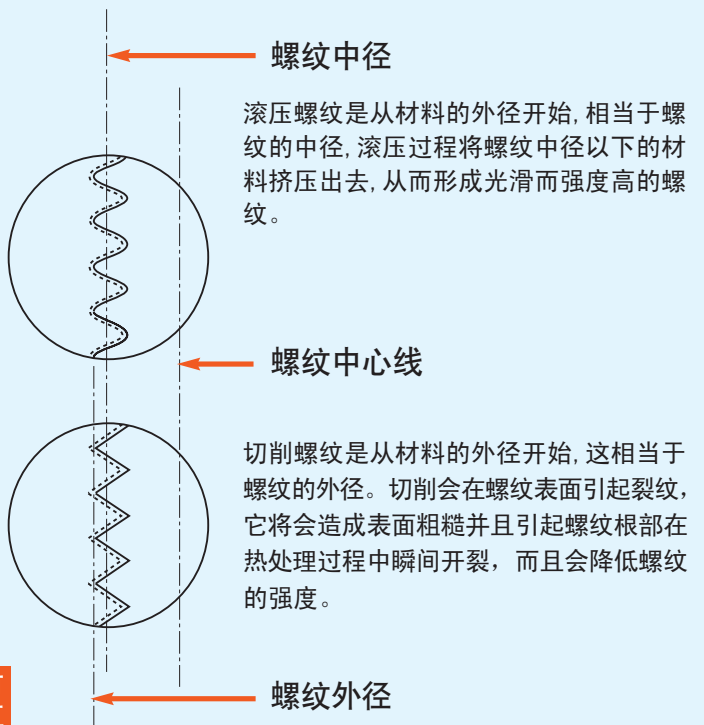 螺纹中径
滚压螺纹是从材料的外径开始,相当于螺
纹的中径,滚压过程将螺纹中径以下的材
料挤压出去,从而形成光滑而强度高的螺
纹。
螺纹中心线
切削螺纹是从材料的外径开始,这相当于
螺纹的外径。切削会在螺纹表面引起裂纹，
它将会造成表面粗糙并且引起螺纹根部在
热处理过程中瞬间开裂，而且会降低螺纹
的强度。
螺纹外径